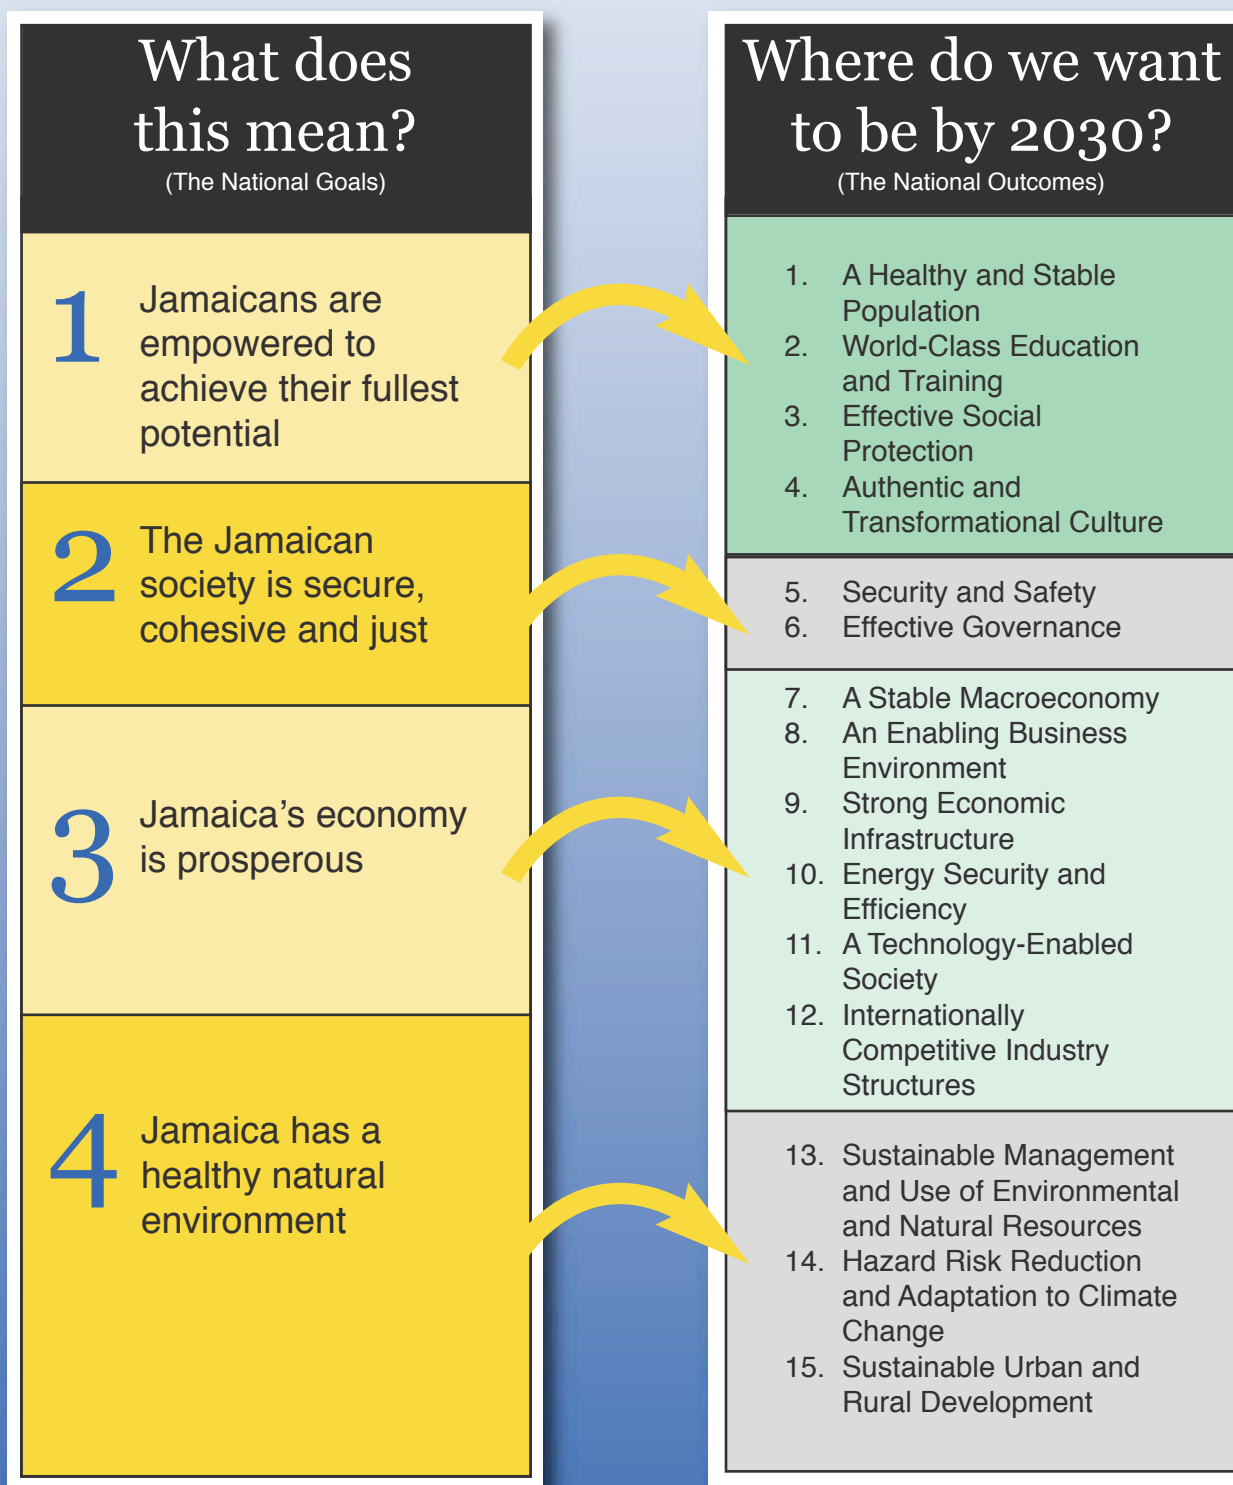 What does
this mean?
(The National Goals)
1
Jamaicans are
empowered to
achieve their fullest
potential
2
The Jamaican
society is secure,
cohesive and just
3
Jamaica’s economy
is prosperous
4
Jamaica has a
healthy natural
environment
Where do we want
to be by 2030?
(The National Outcomes)
1. A Healthy and Stable
Population
2. World-Class Education
and Training
3. Effective Social
Protection
4. Authentic and
Transformational Culture
5. Security and Safety
6. Effective Governance
7. A Stable Macroeconomy
8. An Enabling Business
Environment
9. Strong Economic
Infrastructure
10. Energy Security and
Efficiency
11. A Technology-Enabled
Society
12. Internationally
Competitive Industry
Structures
13. Sustainable Management
and Use of Environmental
and Natural Resources
14. Hazard Risk Reduction
and Adaptation to Climate
Change
15. Sustainable Urban and
Rural Development